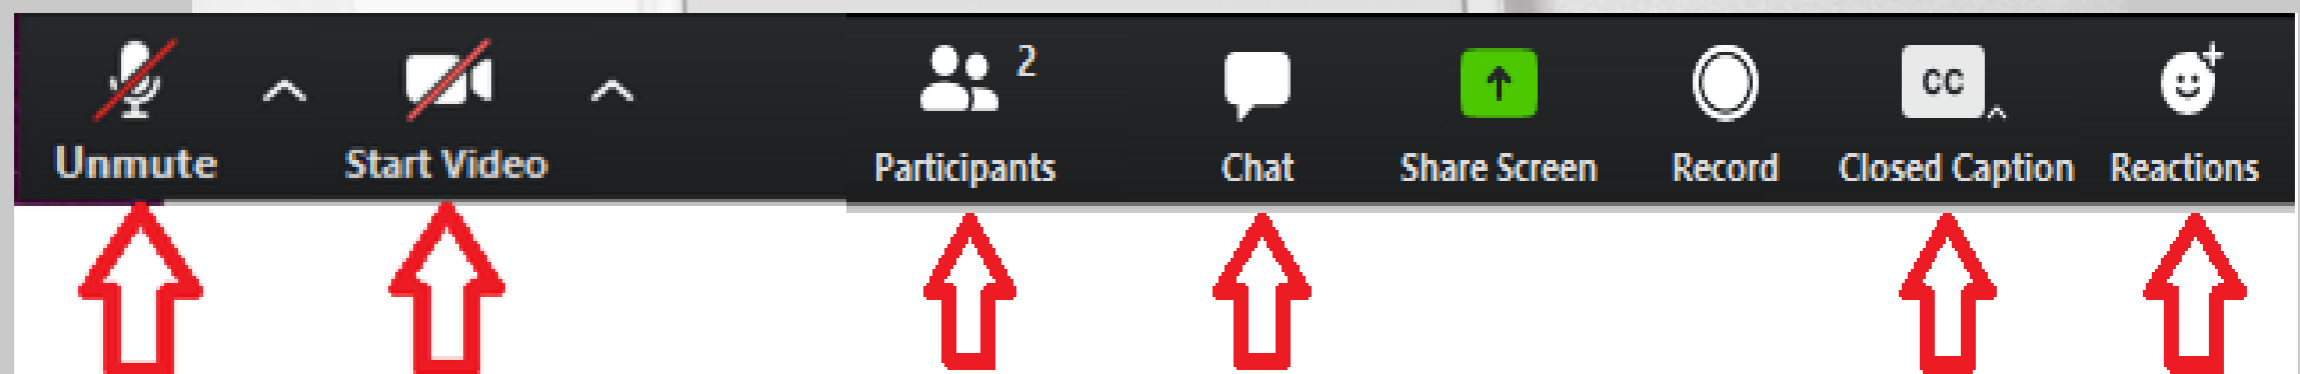 2
CC
Unmute
Start Video
Participants
Chat
Share Screen
Record
Closed Caption
Reactions